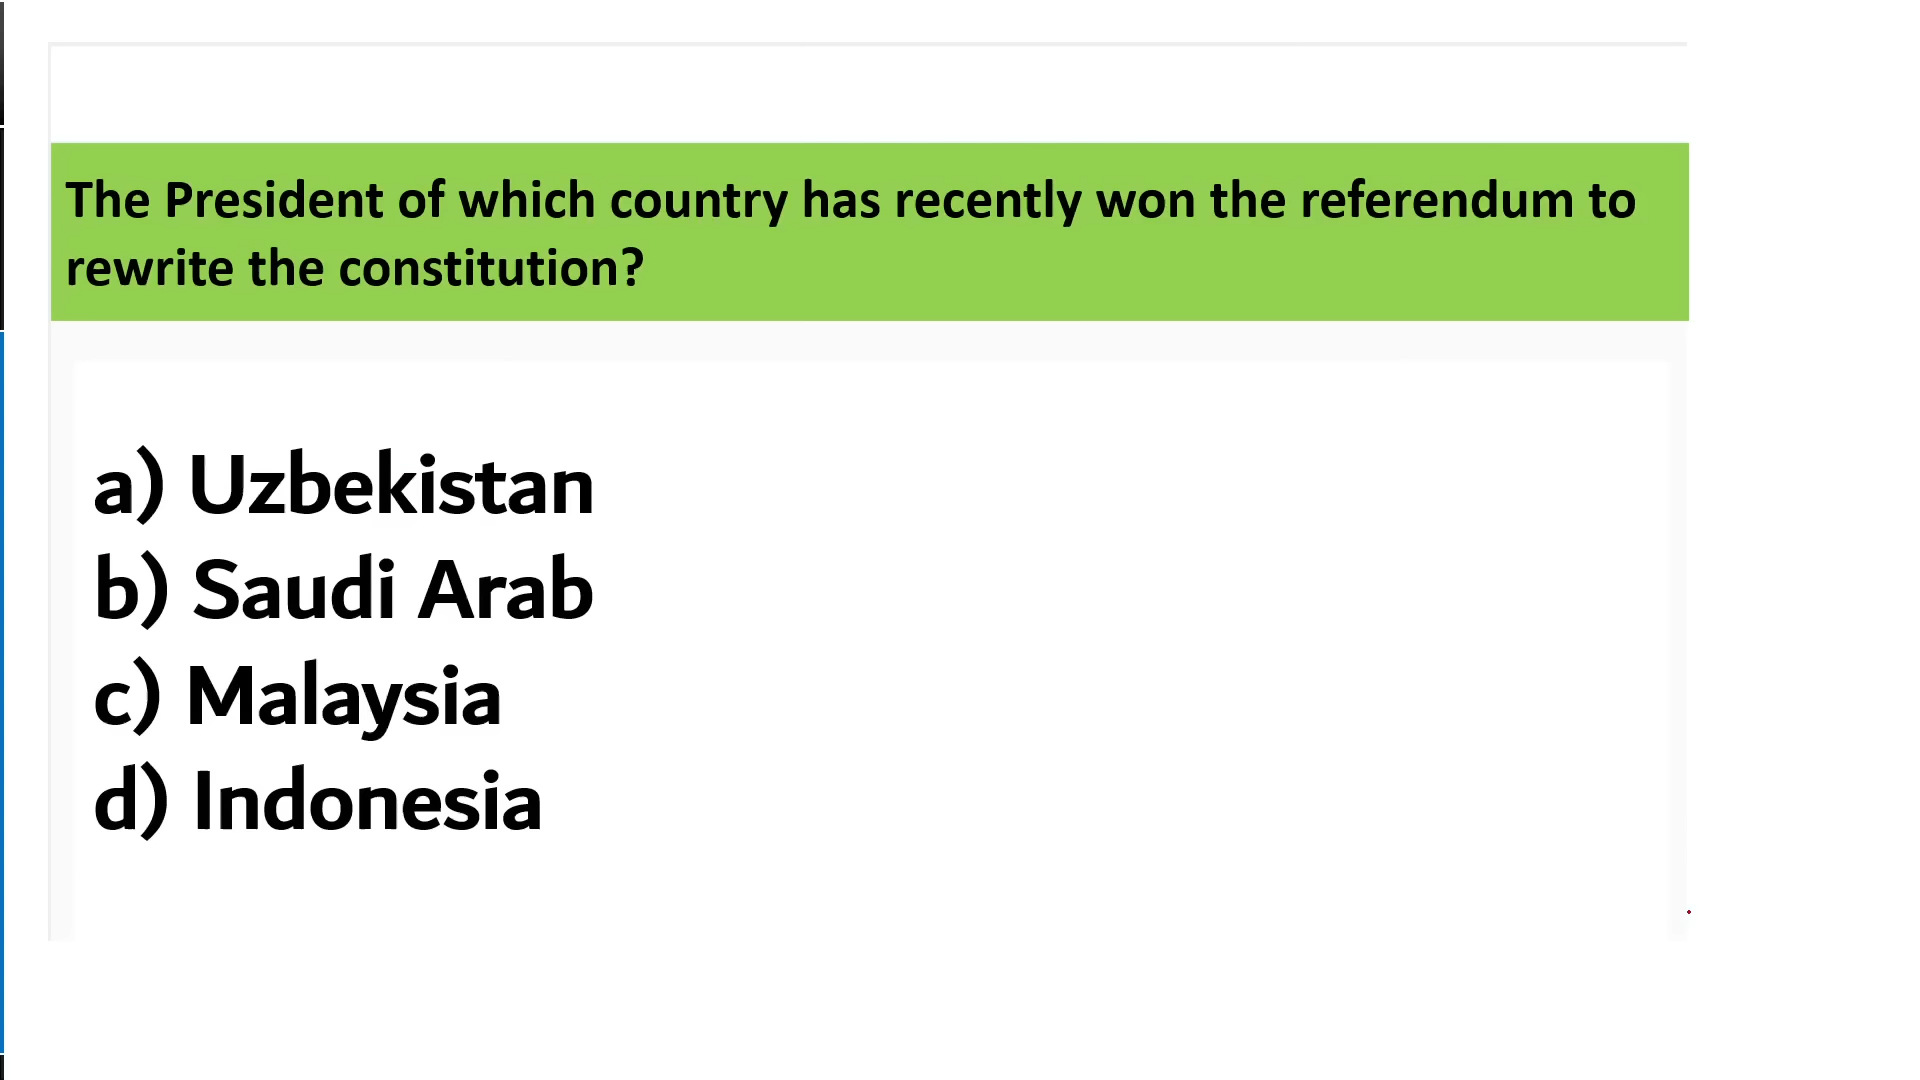 The President of which country has recently won the referendum to
rewrite the constitution?
a) Uzbekistan
b) Saudi Arab
c) Malaysia
d) Indonesia